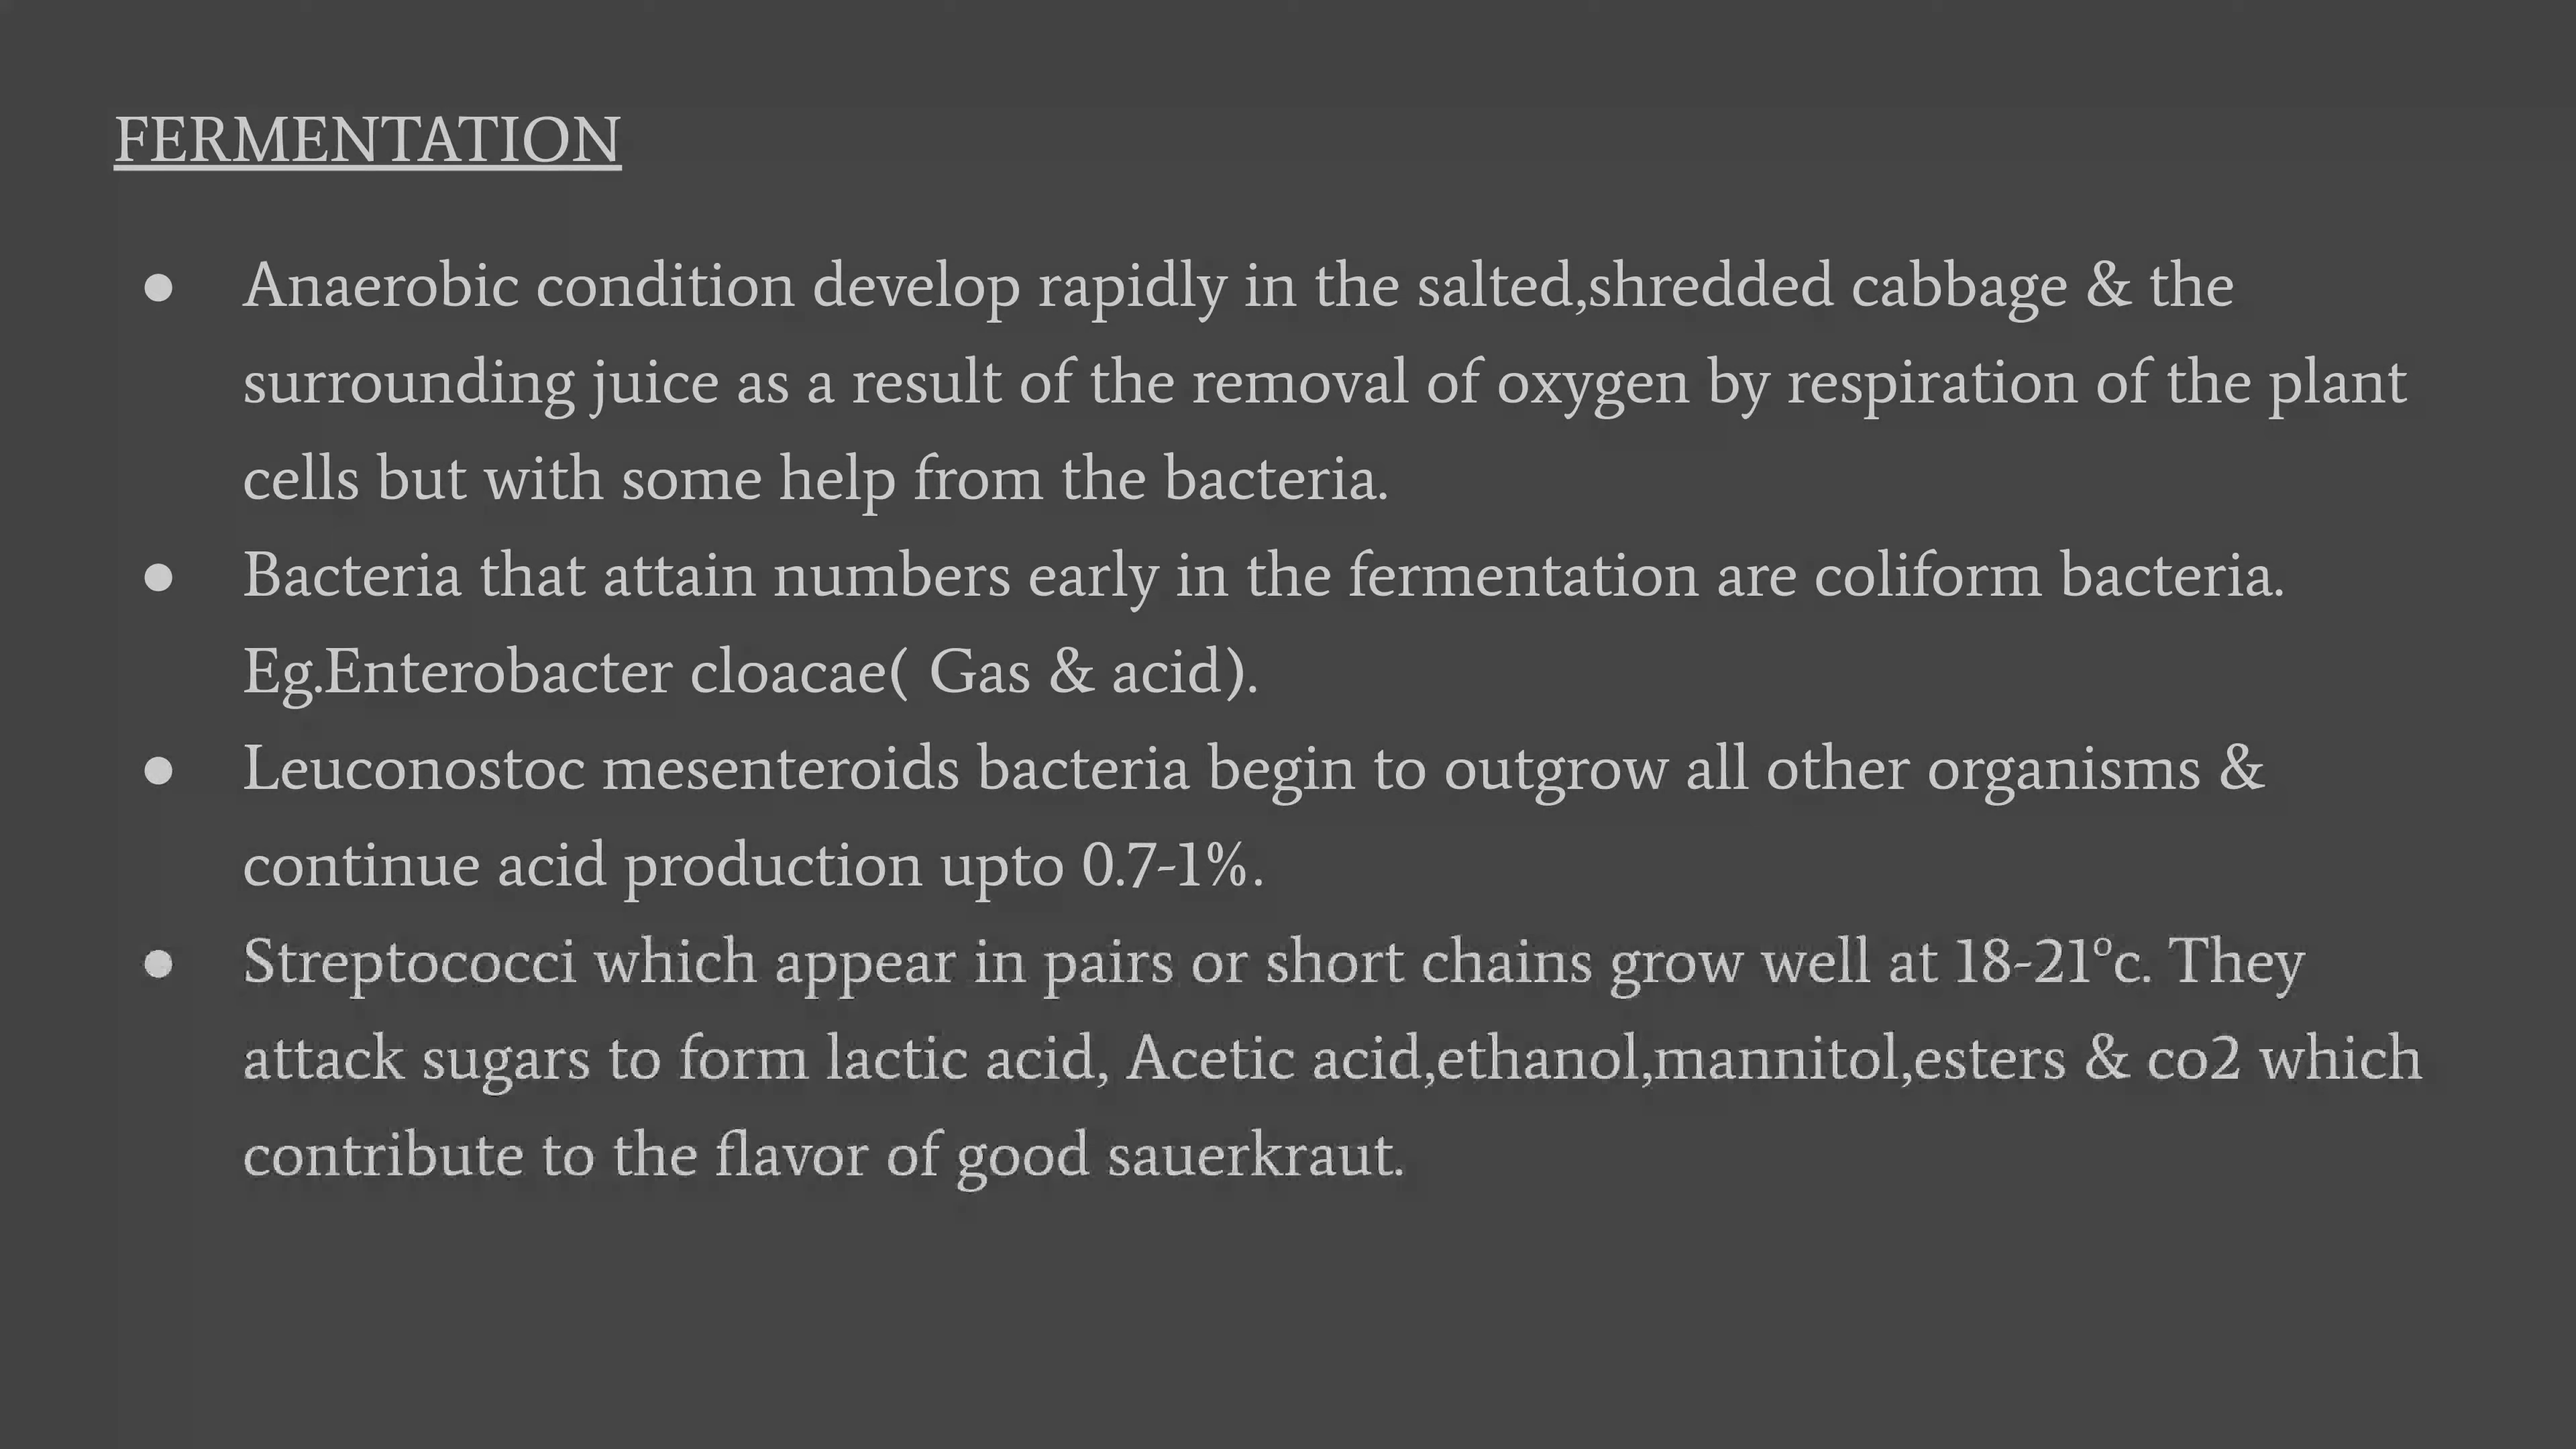 FERMENTATION
● Anaerobic condition develop rapidly in the salted,shredded cabbage & the
surrounding juice as a result of the removal of oxygen by respiration of the plant
cells but with some help from the bacteria.
● Bacteria that attain numbers early in the fermentation are coliform bacteria.
Eg.Enterobacter cloacae( Gas & acid).
● Leuconostoc mesenteroids bacteria begin to outgrow all other organisms &
continue acid production upto 0.7-1%.
● Streptococci which appear in pairs or short chains grow well at 18-21°c. They
attack sugars to form lactic acid, Acetic acid,ethanol,mannitol,esters & co2 which
contribute to the flavor of good sauerkraut.